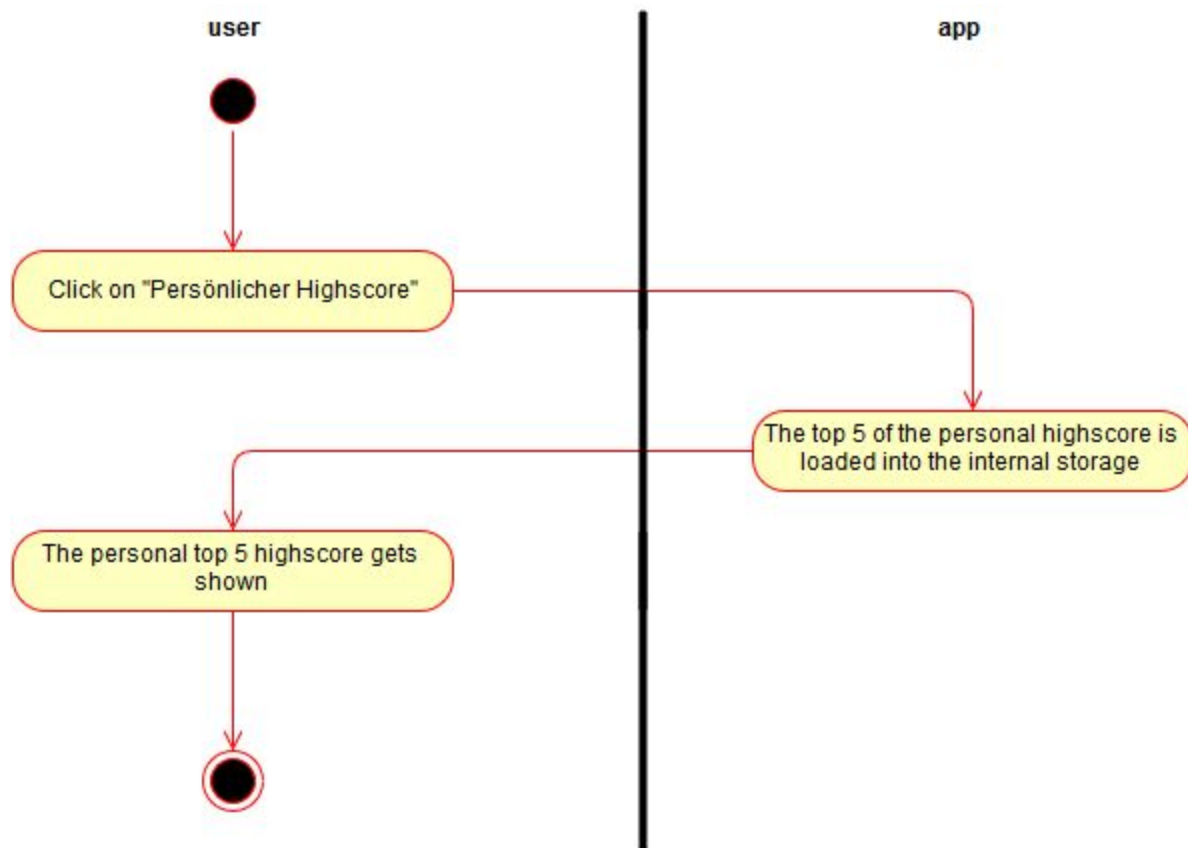 user
app
Click on "Persönlicher Highscore"
The top 5 of the personal highscore is
loaded into the internal storage
The personal top 5 highscore gets
shown